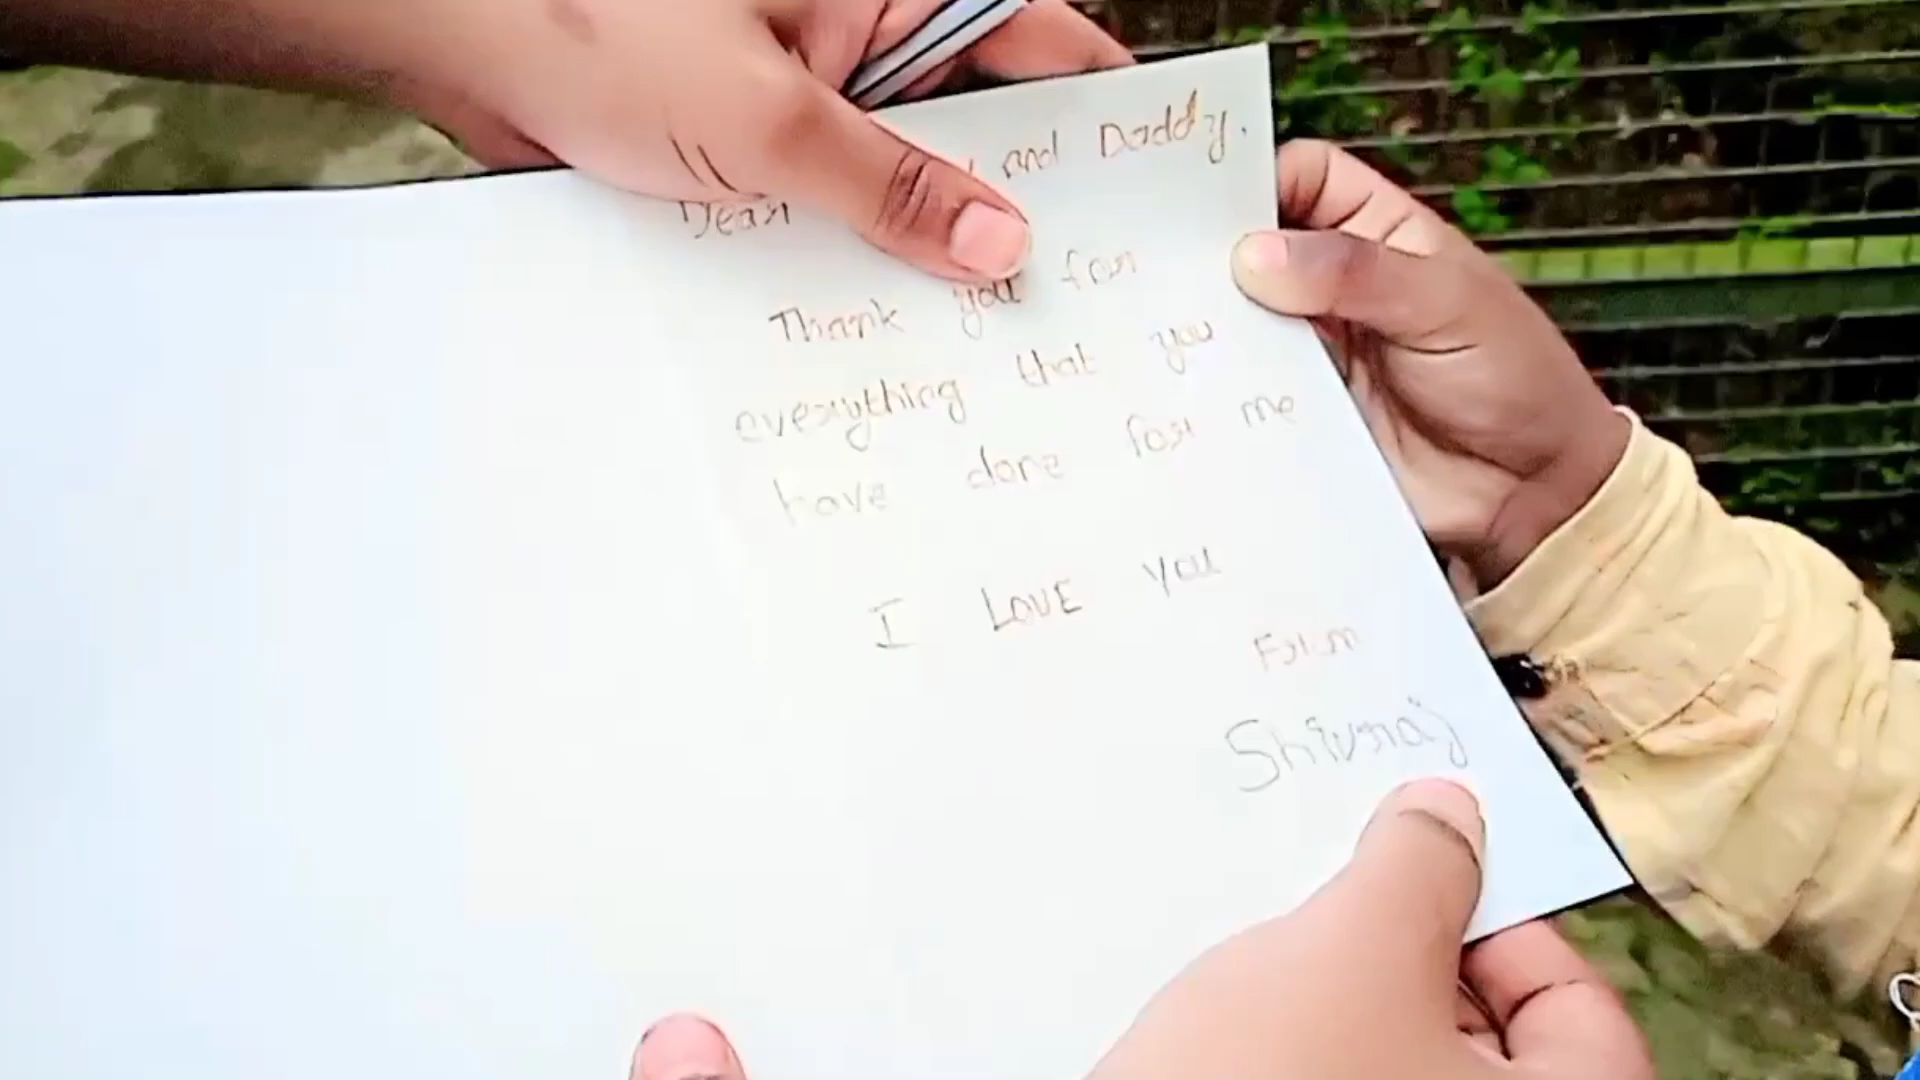 Dear and Daddy,
Thank you for
everything that you
have done for me
I LOVE YOU
From
Shivraj